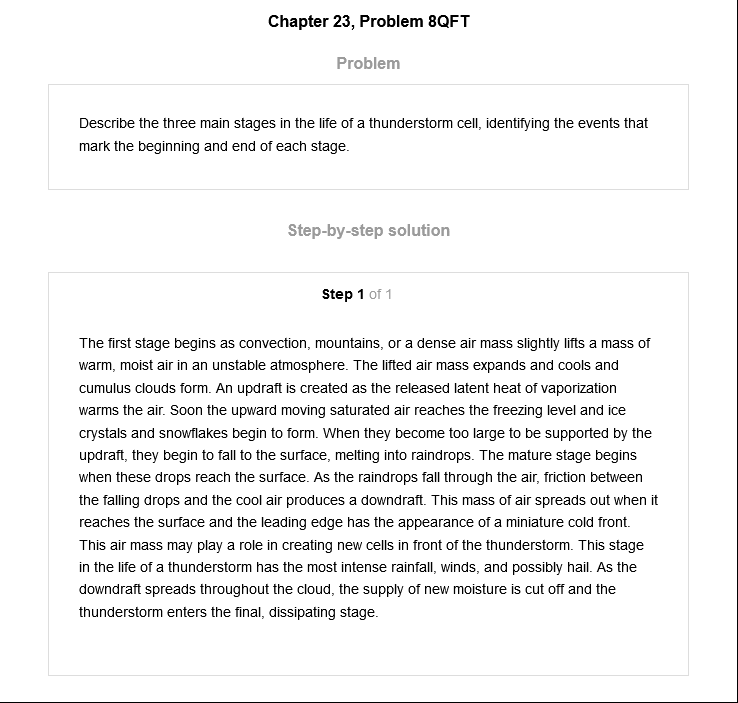 Chapter 23, Problem 8QFT
Problem
Describe the three main stages in the life of a thunderstorm cell, identifying the events that
mark the beginning and end of each stage.
Step-by-step solution
Step 1 of 1
The first stage begins as convection, mountains, or a dense air mass slightly lifts a mass of
warm, moist air in an unstable atmosphere. The lifted air mass expands and cools and
cumulus clouds form. An updraft is created as the released latent heat of vaporization
warms the air. Soon the upward moving saturated air reaches the freezing level and ice
crystals and snowflakes begin to form. When they become too large to be supported by the
updraft, they begin to fall to the surface, melting into raindrops. The mature stage begins
when these drops reach the surface. As the raindrops fall through the air, friction between
the falling drops and the cool air produces a downdraft. This mass of air spreads out when it
reaches the surface and the leading edge has the appearance of a miniature cold front.
This air mass may play a role in creating new cells in front of the thunderstorm. This stage
in the life of a thunderstorm has the most intense rainfall, winds, and possibly hail. As the
downdraft spreads throughout the cloud, the supply of new moisture is cut off and the
thunderstorm enters the final, dissipating stage.